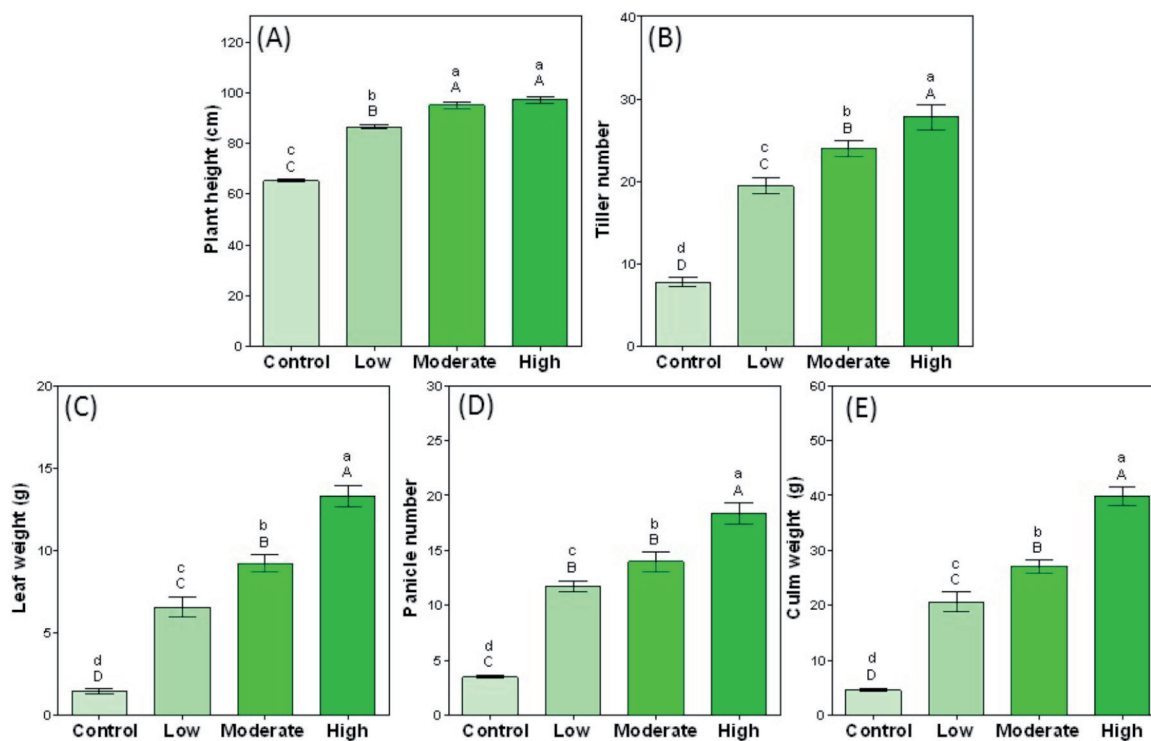 (A)
Plant height (cm)
120
100
80
60
40
20
0
c
C
b
B
a
A
a
A
Control Low Moderate High
(B)
Tiller number
40
30
20
10
0
d
D
c
C
b
B
a
A
Control Low Moderate High
(C)
Leaf weight (g)
20
15
10
5
0
d
D
c
C
b
B
a
A
Control Low Moderate High
(D)
Panicle number
30
25
20
15
10
5
0
d
C
c
B
b
B
a
A
Control Low Moderate High
(E)
Culm weight (g)
60
50
40
30
20
10
0
d
D
c
C
b
B
a
A
Control Low Moderate High